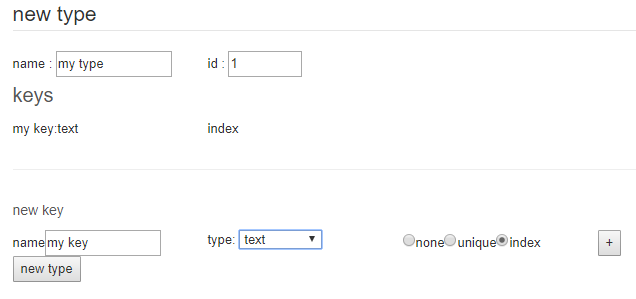 new type
name : my type id : 1
keys
my key:text index
new key
name my key type: text none unique index +
new type